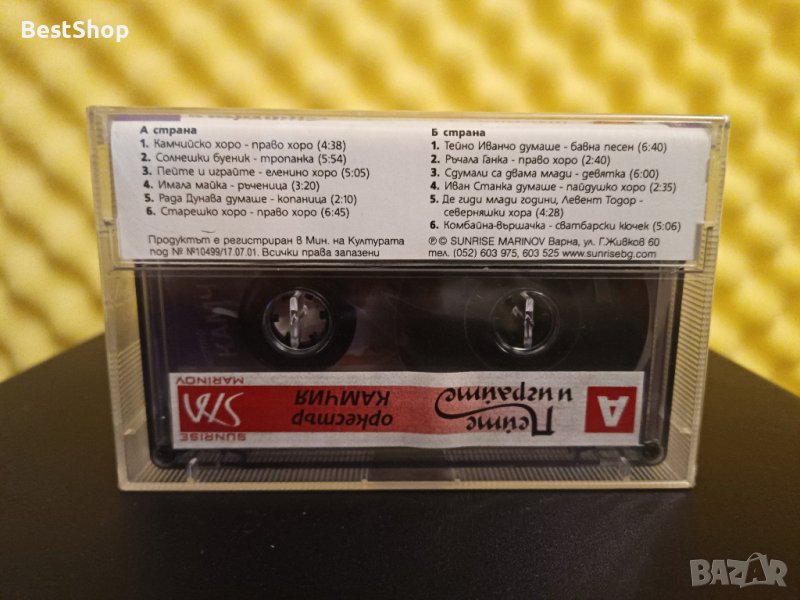 BestShop
А страна
1. Камчийско хоро - право хоро (4:38)
2. Солнешки буеник - тропанка (5:54)
3. Пейте и играйте - еленино хоро (5:05)
4. Имала майка - ръченица (3:20)
5. Рада Дунава думаше - копаница (2:10)
6. Старешко хоро - право хоро (6:45)
Продуктът е регистриран в Мин. на Културата
под № №10499/17.07.01. Всички права запазени
Б страна
1. Тейно Иванчо думаше - бавна песен (6:40)
2. Ръчала Ганка - право хоро (2:40)
3. Сдумали са двама млади - девятка (6:00)
4. Иван Станка думаше - пайдушко хоро (2:35)
5. Де гиди млади години, Левент Тодор -
северняшки хора (4:28)
6. Комбайна-вършачка - сватбарски кючек (5:06)
℗© SUNRISE MARINOV Варна, ул. Г.Живков 60
тел. (052) 603 975, 603 525 www.sunrisebg.com
А
Пейте
и играйте
оркестър
КАМЧИЯ
SUNRISE
SM
MARINOV
BAZAR